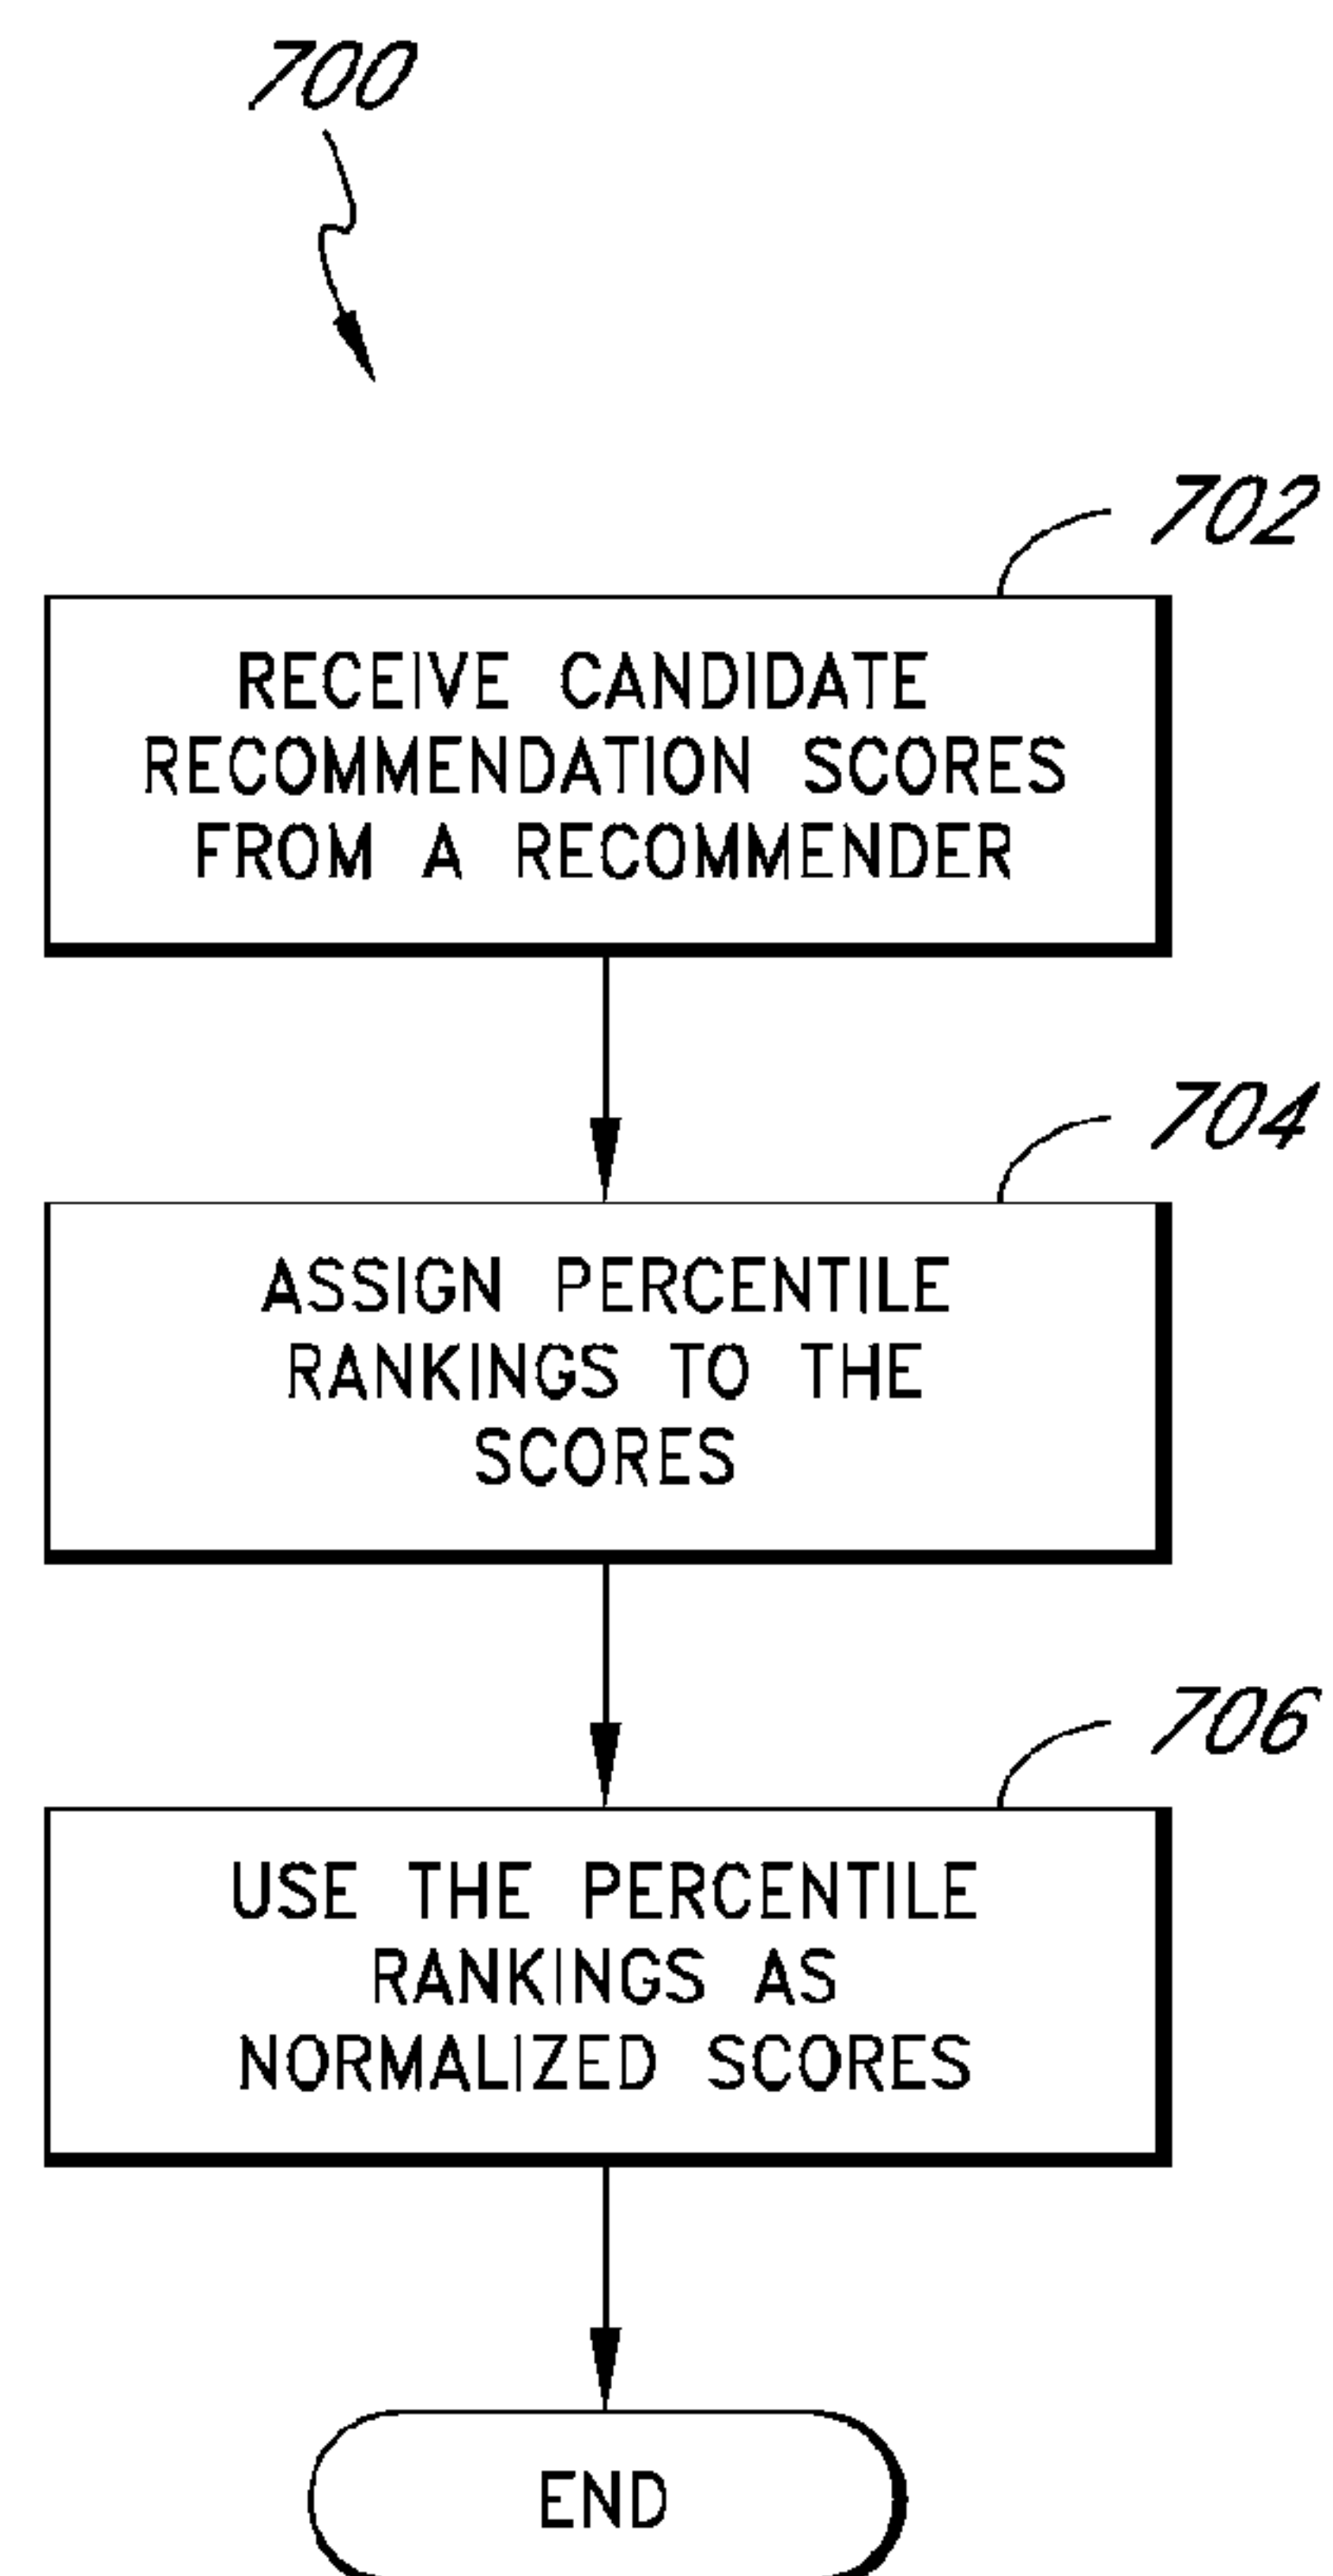 700
702
RECEIVE CANDIDATE
RECOMMENDATION SCORES
FROM A RECOMMENDER
704
ASSIGN PERCENTILE
RANKINGS TO THE
SCORES
706
USE THE PERCENTILE
RANKINGS AS
NORMALIZED SCORES
END